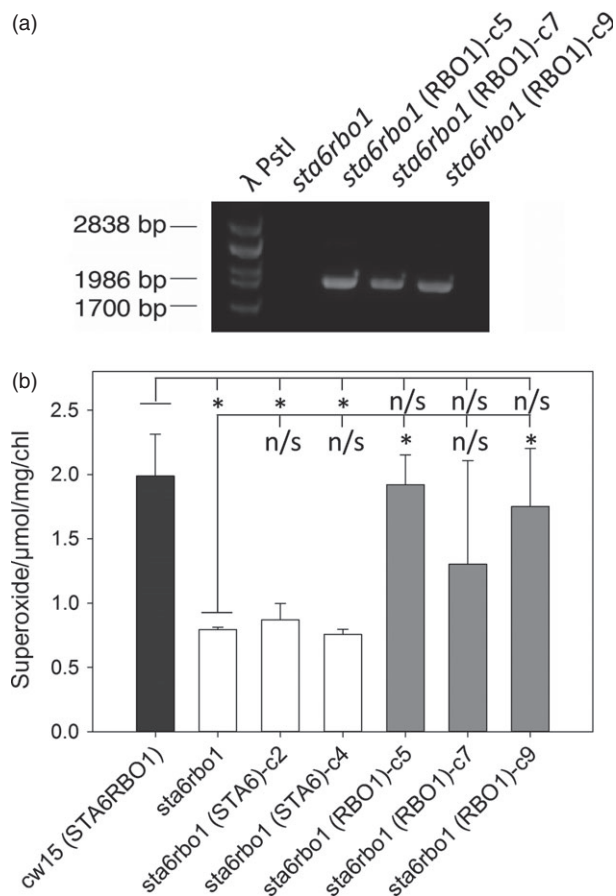 (a)
λ PstI
sta6rbo1
sta6rbo1 (RBO1)-c5
sta6rbo1 (RBO1)-c7
sta6rbo1 (RBO1)-c9
2838 bp
1986 bp
1700 bp
(b)
* * * n/s n/s n/s
n/s n/s * n/s *
Superoxide/µmol/mg/chl
2.5
2.0
1.5
1.0
0.5
0.0
cw15 (STA6RBO1)
sta6rbo1
sta6rbo1 (STA6)-c2
sta6rbo1 (STA6)-c4
sta6rbo1 (RBO1)-c5
sta6rbo1 (RBO1)-c7
sta6rbo1 (RBO1)-c9